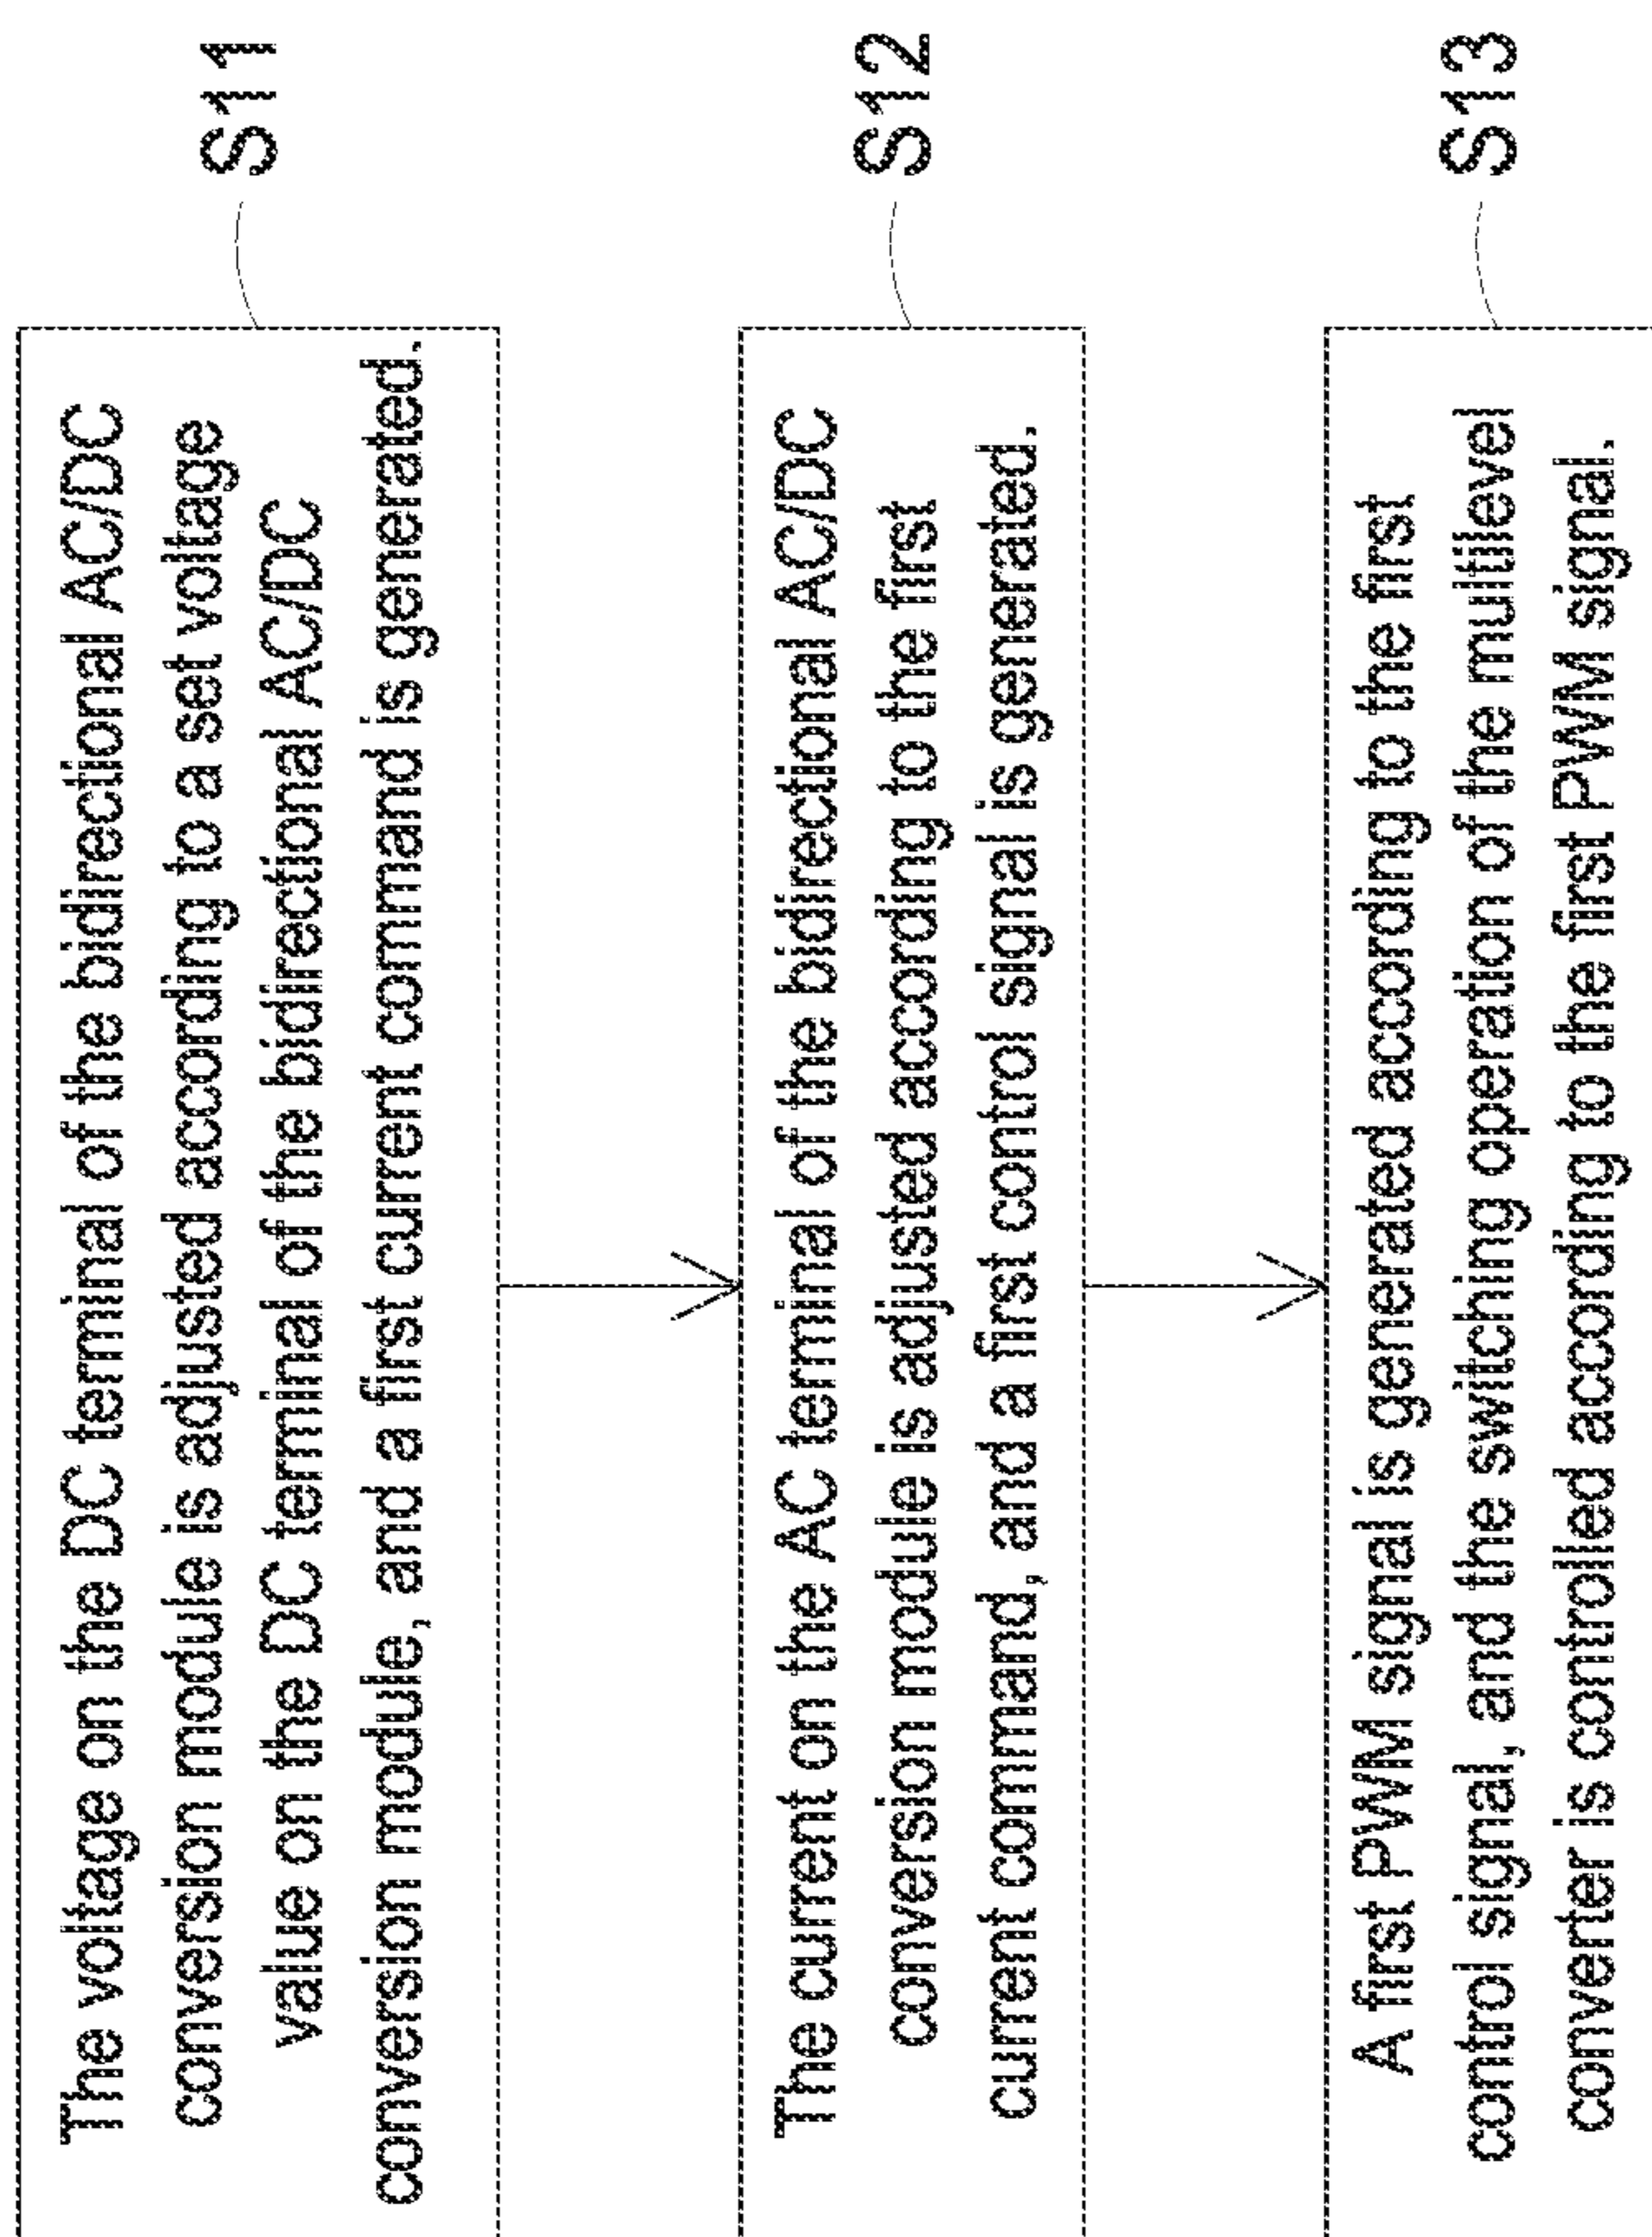 The voltage on the DC terminal of the bidirectional AC/DC
conversion module is adjusted according to a set voltage
value on the DC terminal of the bidirectional AC/DC
conversion module, and a first current command is generated.
S11
The current on the AC terminal of the bidirectional AC/DC
conversion module is adjusted according to the first
current command, and a first control signal is generated.
S12
A first PWM signal is generated according to the first
control signal, and the switching operation of the multilevel
converter is controlled according to the first PWM signal.
S13